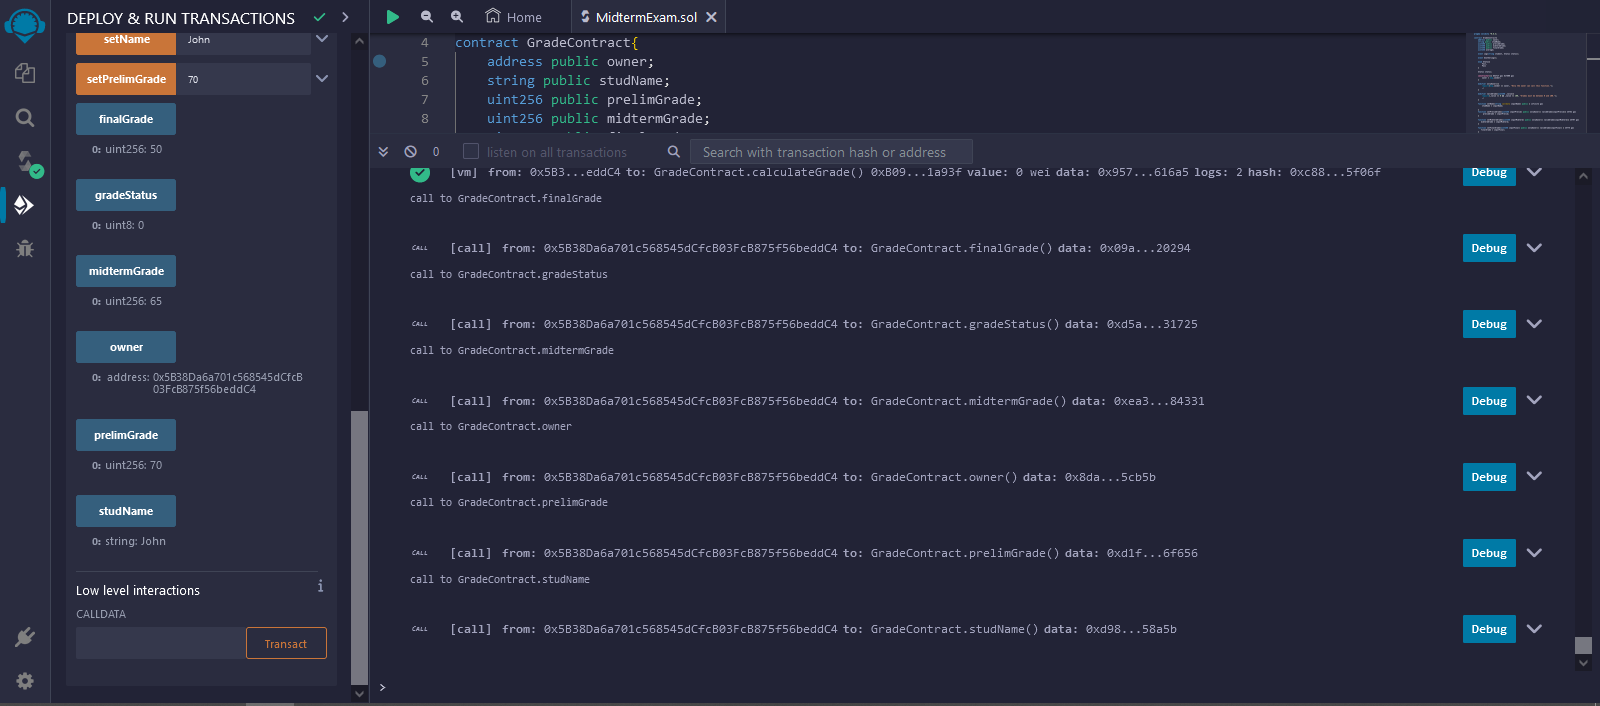 DEPLOY & RUN TRANSACTIONS
setName
John
setPrelimGrade
70
finalGrade
0: uint256: 50
gradeStatus
0: uint8: 0
midtermGrade
0: uint256: 65
owner
0: address: 0x5B38Da6a701c568545dCfcB
03FcB875f56beddC4
prelimGrade
0: uint256: 70
studName
0: string: John
Low level interactions
i
CALLDATA
Transact
Home
MidtermExam.sol
4 contract GradeContract{
5 address public owner;
6 string public studName;
7 uint256 public prelimGrade;
8 uint256 public midtermGrade;
0
listen on all transactions
Search with transaction hash or address
[vm] from: 0x5B3...eddC4 to: GradeContract.calculateGrade() 0xB09...1a93f value: 0 wei data: 0x957...616a5 logs: 2 hash: 0xc88...5f06f
Debug
call to GradeContract.finalGrade
CALL [call] from: 0x5B38Da6a701c568545dCfcB03FcB875f56beddC4 to: GradeContract.finalGrade() data: 0x09a...20294
Debug
call to GradeContract.gradeStatus
CALL [call] from: 0x5B38Da6a701c568545dCfcB03FcB875f56beddC4 to: GradeContract.gradeStatus() data: 0xd5a...31725
Debug
call to GradeContract.midtermGrade
CALL [call] from: 0x5B38Da6a701c568545dCfcB03FcB875f56beddC4 to: GradeContract.midtermGrade() data: 0xea3...84331
Debug
call to GradeContract.owner
CALL [call] from: 0x5B38Da6a701c568545dCfcB03FcB875f56beddC4 to: GradeContract.owner() data: 0x8da...5cb5b
Debug
call to GradeContract.prelimGrade
CALL [call] from: 0x5B38Da6a701c568545dCfcB03FcB875f56beddC4 to: GradeContract.prelimGrade() data: 0xd1f...6f656
Debug
call to GradeContract.studName
CALL [call] from: 0x5B38Da6a701c568545dCfcB03FcB875f56beddC4 to: GradeContract.studName() data: 0xd98...58a5b
Debug
>